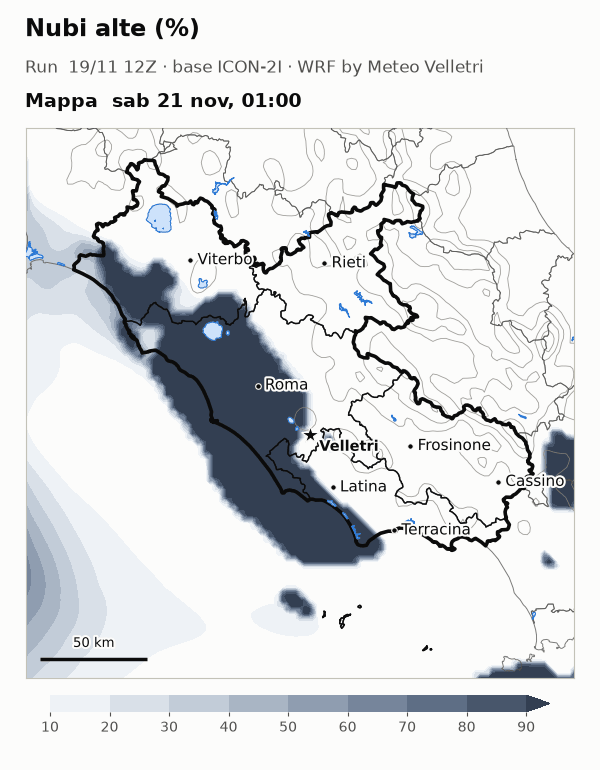 Nubi alte (%)
Run 19/11 12Z · base ICON-2I · WRF by Meteo Velletri
Mappa sab 21 nov, 01:00
Viterbo
Rieti
Roma
Velletri
Frosinone
Cassino
Latina
Terracina
50 km
10 20 30 40 50 60 70 80 90